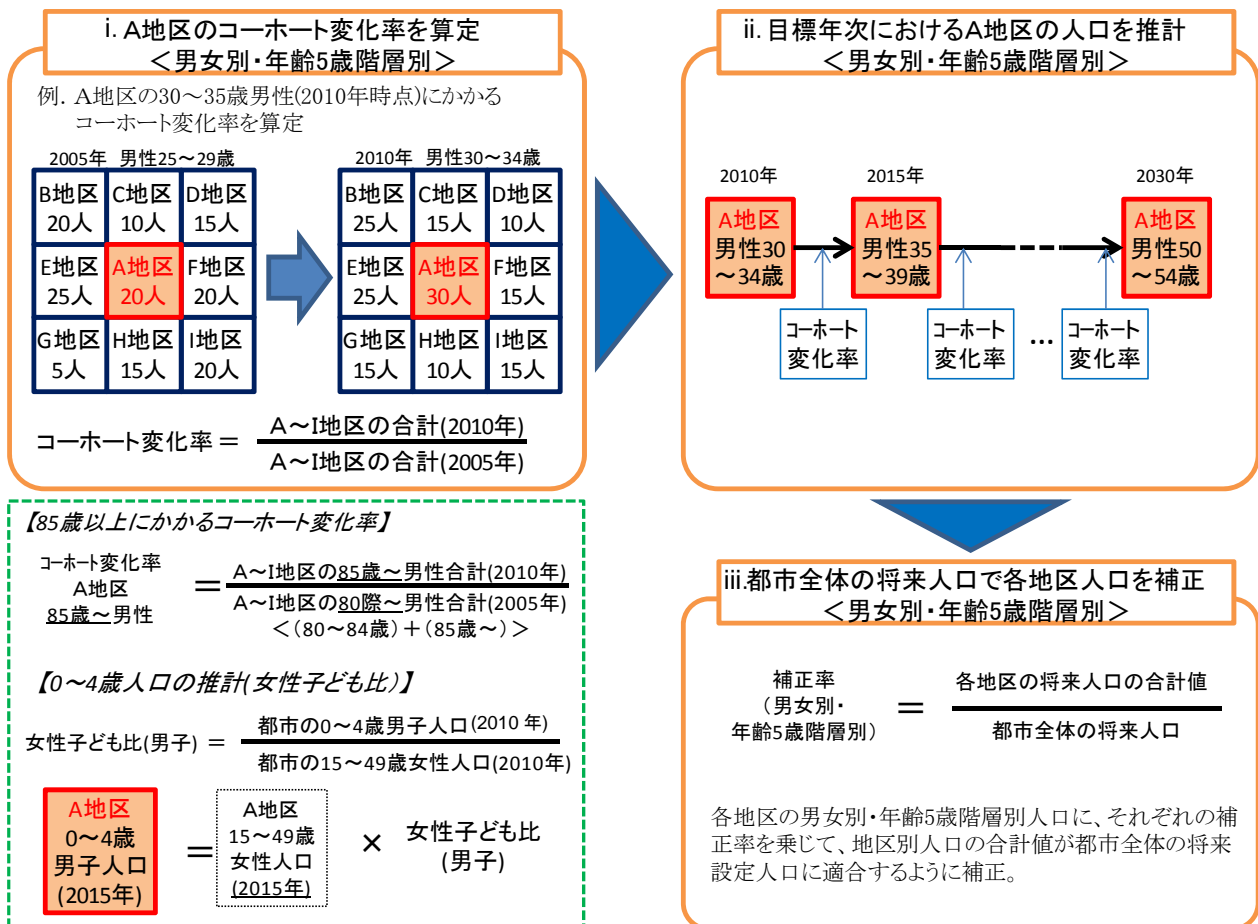 i. A地区のコーホート変化率を算定
＜男女別・年齢5歳階層別＞
例. A地区の30～35歳男性(2010年時点)にかかる
コーホート変化率を算定
2005年 男性25～29歳
B地区 C地区 D地区
20人 10人 15人
E地区 A地区 F地区
25人 20人 20人
G地区 H地区 I地区
5人 15人 20人
2010年 男性30～34歳
B地区 C地区 D地区
25人 15人 10人
E地区 A地区 F地区
25人 30人 15人
G地区 H地区 I地区
15人 10人 15人
コーホート変化率＝
A～I地区の合計(2010年)
A～I地区の合計(2005年)
ii. 目標年次におけるA地区の人口を推計
＜男女別・年齢5歳階層別＞
2010年 2015年 2030年
A地区
男性30
～34歳
A地区
男性35
～39歳
A地区
男性50
～54歳
コーホート
変化率
コーホート
変化率
…
コーホート
変化率
【85歳以上にかかるコーホート変化率】
コーホート変化率
A地区
85歳～男性
＝
A～I地区の85歳～男性合計(2010年)
A～I地区の80際～男性合計(2005年)
＜(80～84歳)＋(85歳～)＞
【0～4歳人口の推計(女性子ども比)】
女性子ども比(男子) ＝
都市の0～4歳男子人口(2010 年)
都市の15～49歳女性人口(2010年)
A地区
0～4歳
男子人口
(2015年)
＝
A地区
15～49歳
女性人口
(2015年)
×
女性子ども比
(男子)
iii.都市全体の将来人口で各地区人口を補正
＜男女別・年齢5歳階層別＞
補正率
(男女別・
年齢5歳階層別)
＝
各地区の将来人口の合計値
都市全体の将来人口
各地区の男女別・年齢5歳階層別人口に、それぞれの補
正率を乗じて、地区別人口の合計値が都市全体の将来
設定人口に適合するように補正。